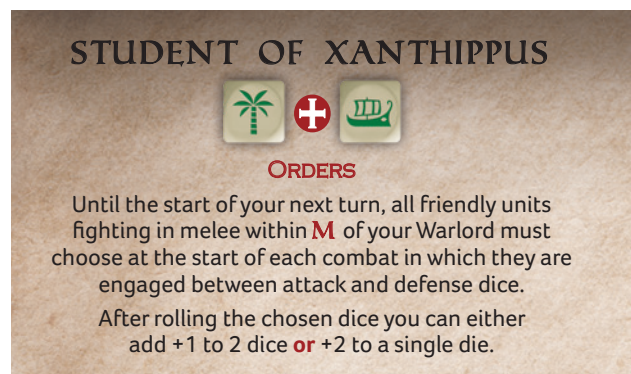 STUDENT OF XANTHIPPUS
ORDERS
Until the start of your next turn, all friendly units
fighting in melee within M of your Warlord must
choose at the start of each combat in which they are
engaged between attack and defense dice.
After rolling the chosen dice you can either
add +1 to 2 dice or +2 to a single die.